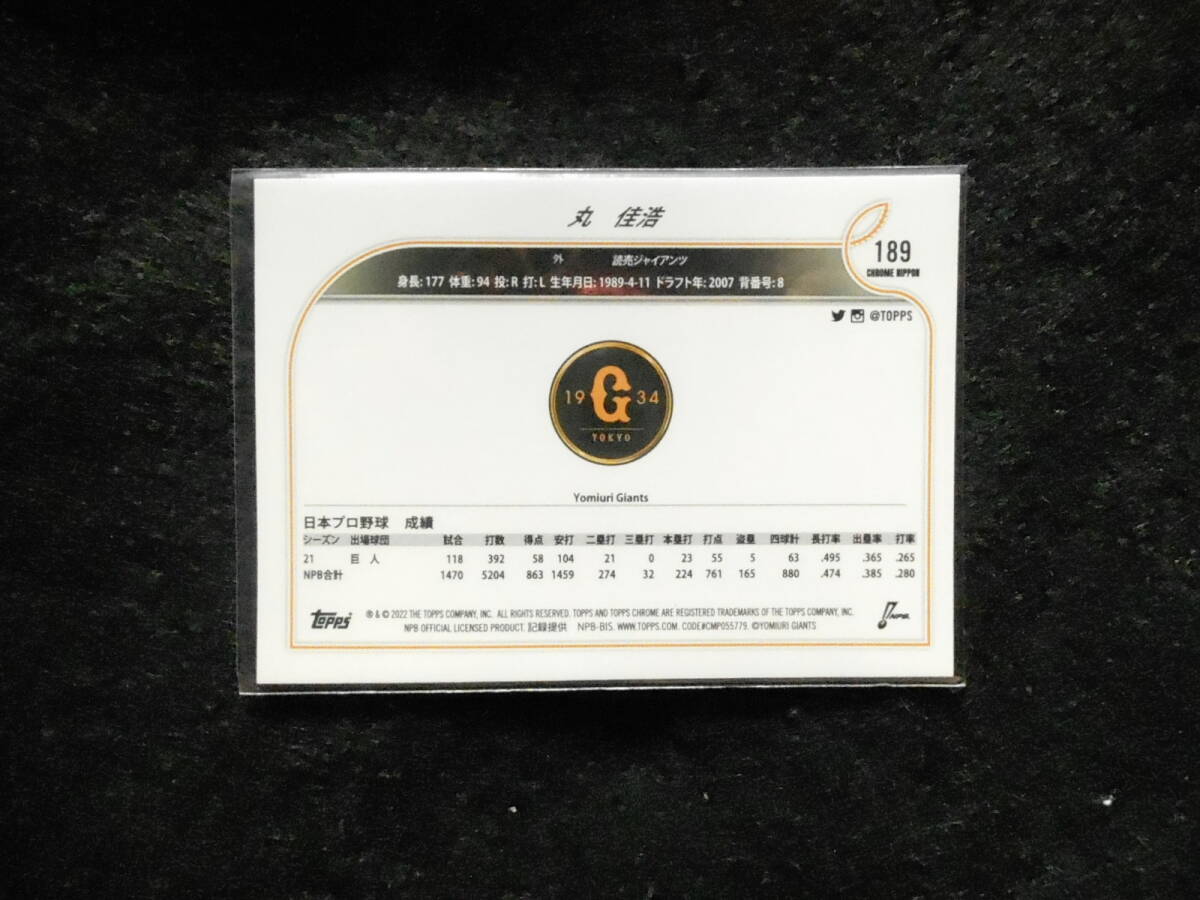 丸 佳浩
189
CHROME NIPPON
外 読売ジャイアンツ
身長: 177 体重: 94 投: R 打: L 生年月日: 1989-4-11 ドラフト年: 2007 背番号: 8
@TOPPS
19 G 34
TOKYO
Yomiuri Giants
日本プロ野球 成績
シーズン 出場球団 試合 打数 得点 安打 二塁打 三塁打 本塁打 打点 盗塁 四球計 長打率 出塁率 打率
21 巨 人 118 392 58 104 21 0 23 55 5 63 .495 .365 .265
NPB合計 1470 5204 863 1459 274 32 224 761 165 880 .474 .385 .280
topps
® & © 2022 THE TOPPS COMPANY, INC. ALL RIGHTS RESERVED. TOPPS AND TOPPS CHROME ARE REGISTERED TRADEMARKS OF THE TOPPS COMPANY, INC.
NPB OFFICIAL LICENSED PRODUCT. 記録提供 NPB-BIS. WWW.TOPPS.COM. CODE#CMP055779. ©YOMIURI GIANTS
NPB